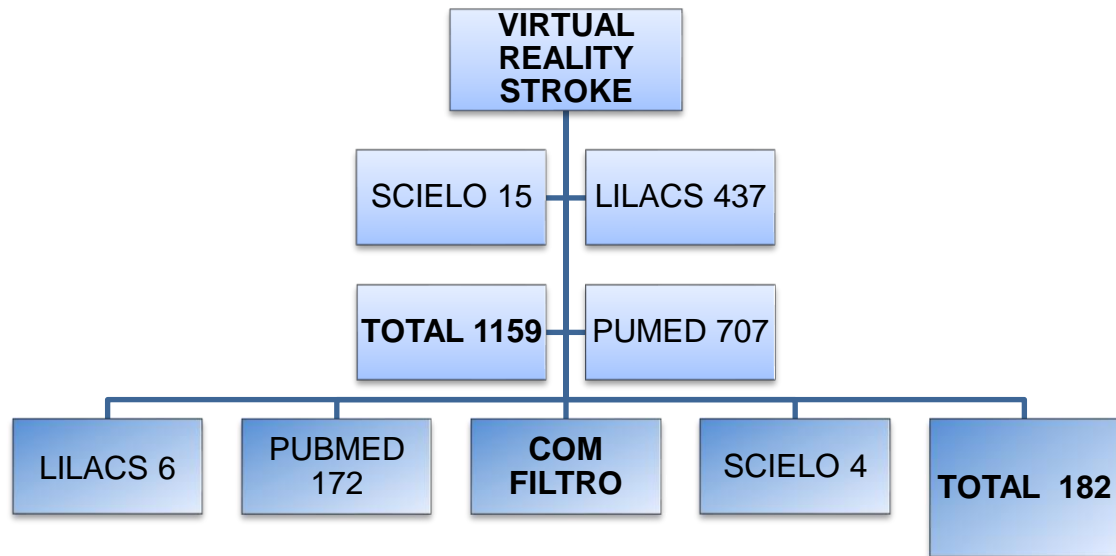 VIRTUAL
REALITY
STROKE
SCIELO 15
LILACS 437
TOTAL 1159
PUMED 707
LILACS 6
PUBMED
172
COM
FILTRO
SCIELO 4
TOTAL 182